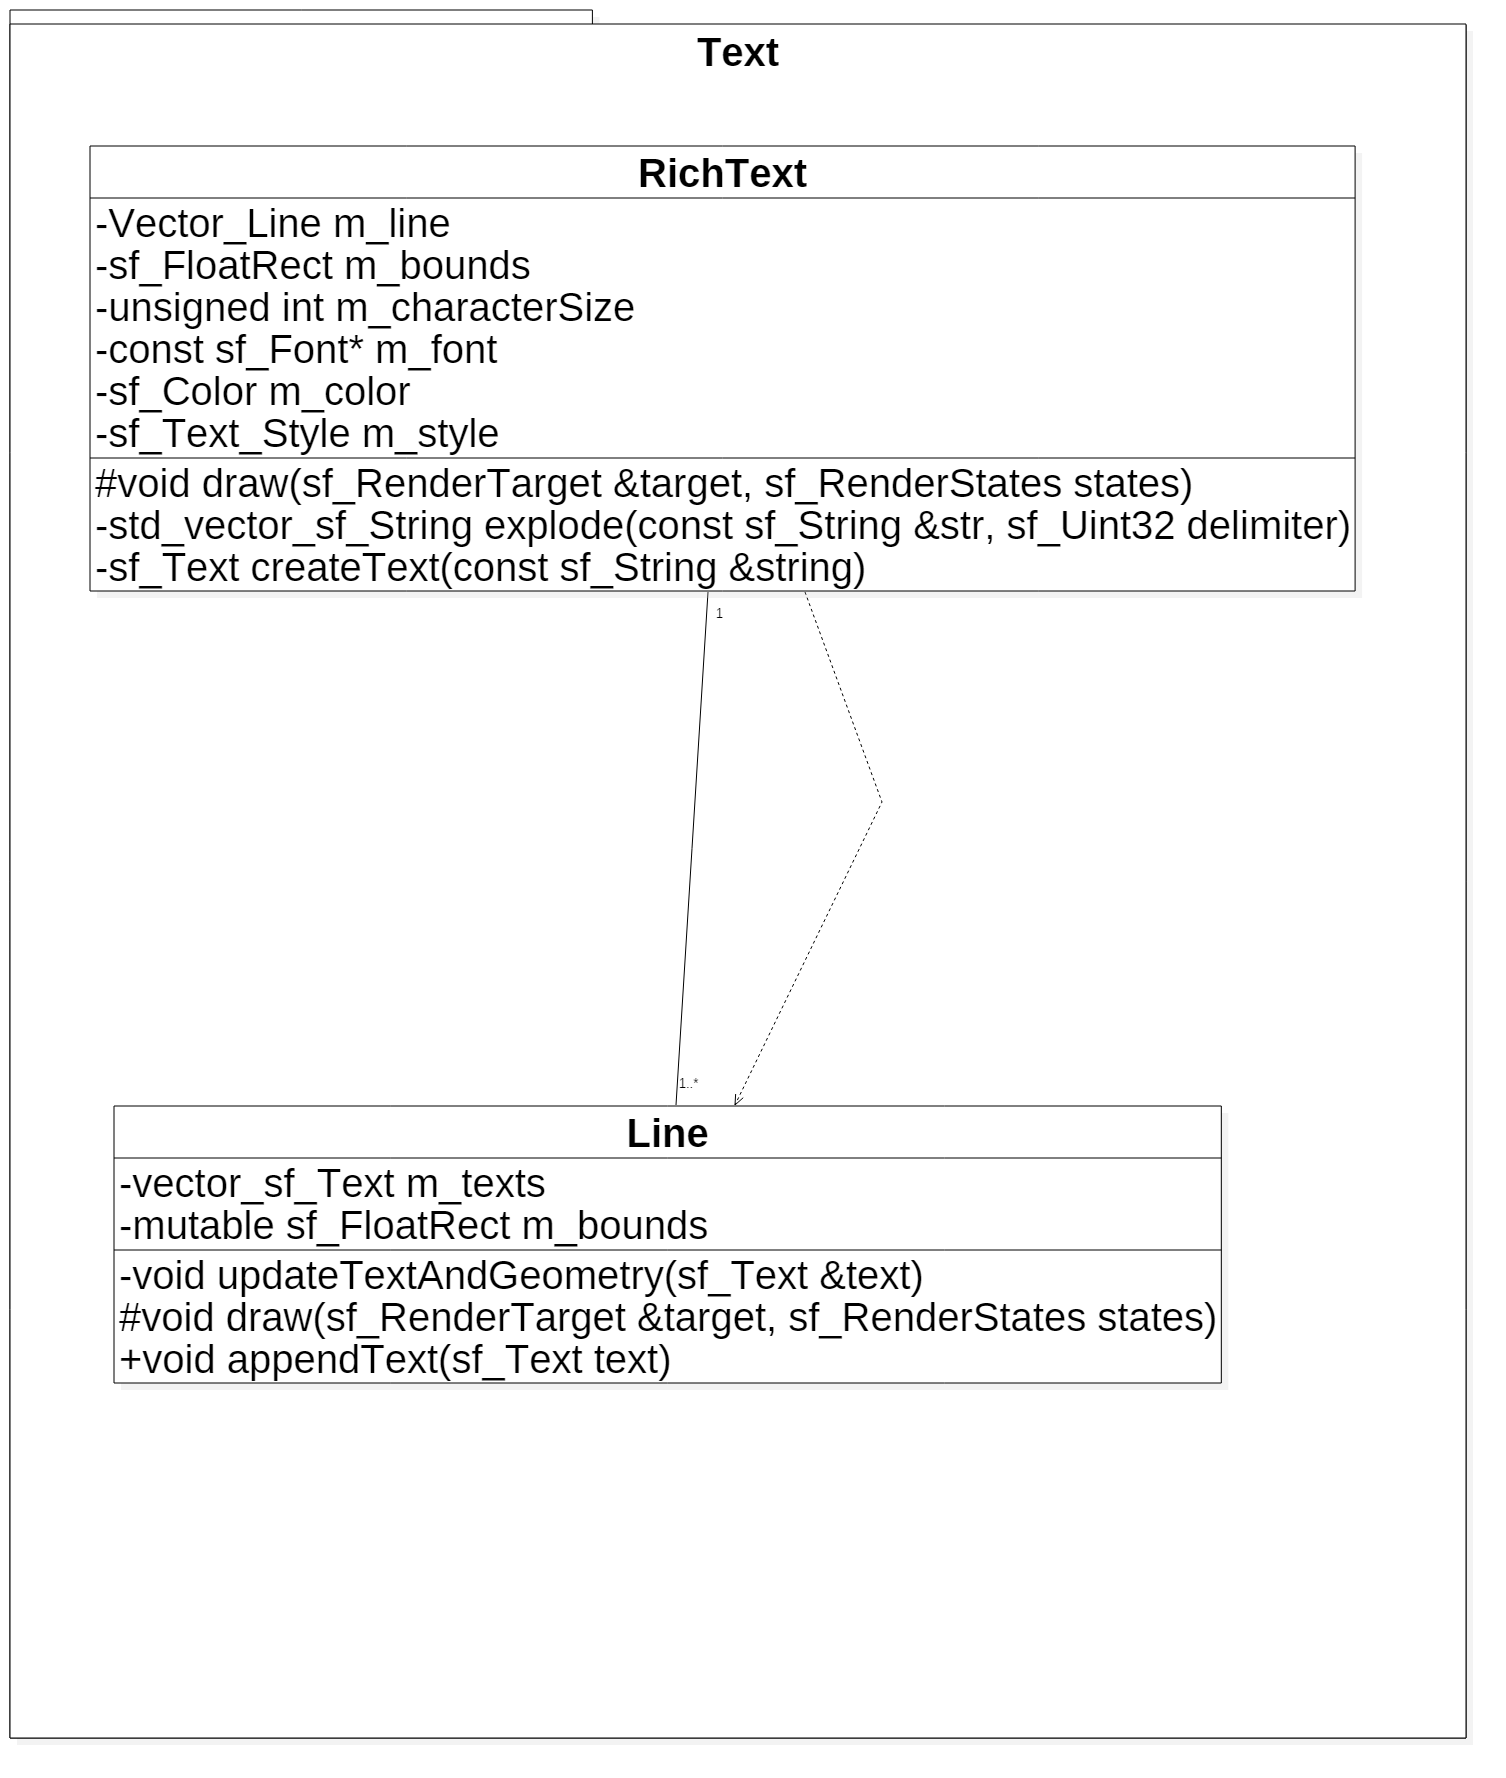 Text
RichText
-Vector_Line m_line
-sf_FloatRect m_bounds
-unsigned int m_characterSize
-const sf_Font* m_font
-sf_Color m_color
-sf_Text_Style m_style
#void draw(sf_RenderTarget &target, sf_RenderStates states)
-std_vector_sf_String explode(const sf_String &str, sf_Uint32 delimiter)
-sf_Text createText(const sf_String &string)
1
1..*
Line
-vector_sf_Text m_texts
-mutable sf_FloatRect m_bounds
-void updateTextAndGeometry(sf_Text &text)
#void draw(sf_RenderTarget &target, sf_RenderStates states)
+void appendText(sf_Text text)